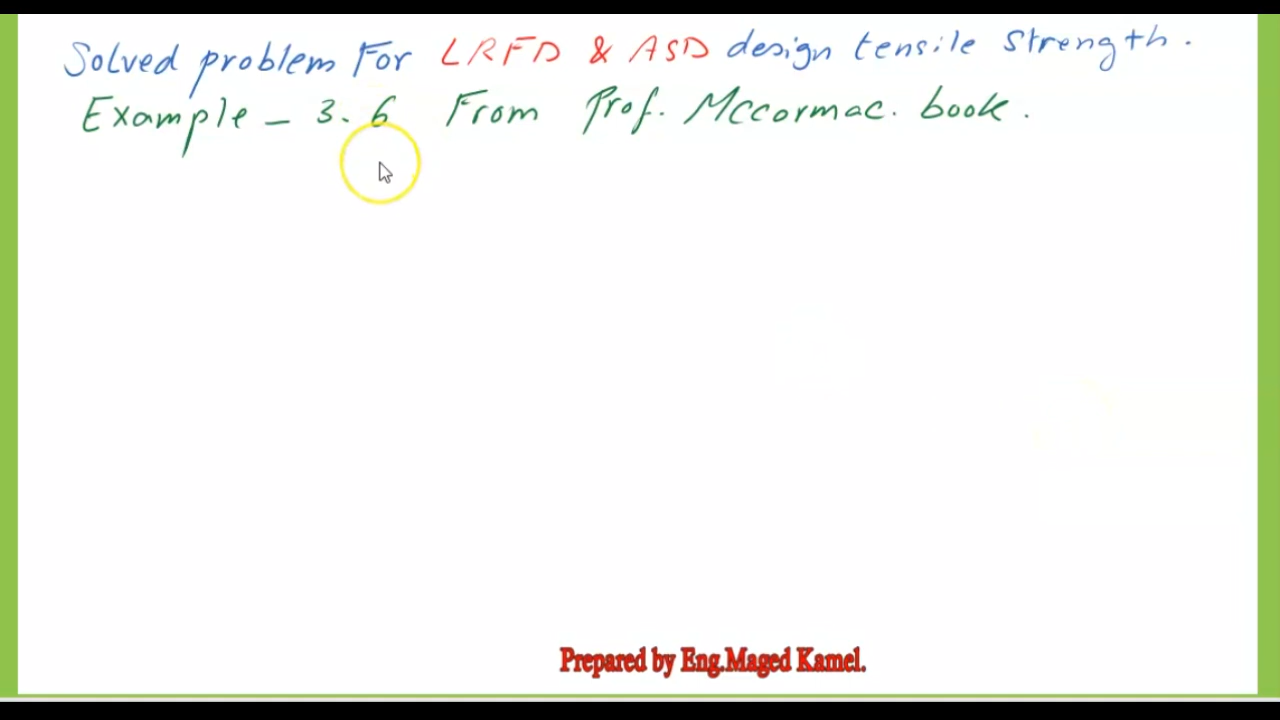 Solved problem For LRFD & ASD design tensile strength.
Example - 3.6 From Prof. Mccormac. book.
Prepared by Eng.Maged Kamel.